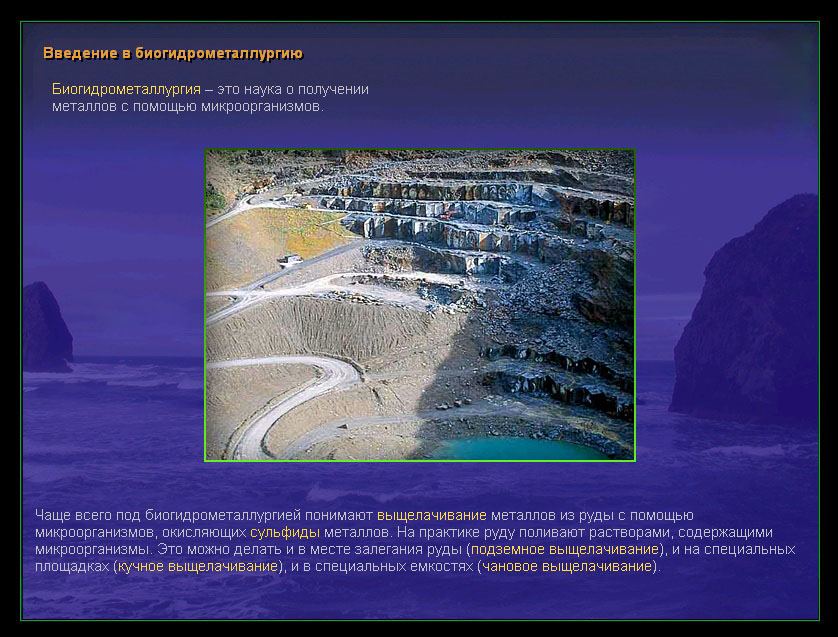 Введение в биогидрометаллургию
Биогидрометаллургия – это наука о получении
металлов с помощью микроорганизмов.
Чаще всего под биогидрометаллургией понимают выщелачивание металлов из руды с помощью
микроорганизмов, окисляющих сульфиды металлов. На практике руду поливают растворами, содержащими
микроорганизмы. Это можно делать и в месте залегания руды (подземное выщелачивание), и на специальных
площадках (кучное выщелачивание), и в специальных емкостях (чановое выщелачивание).